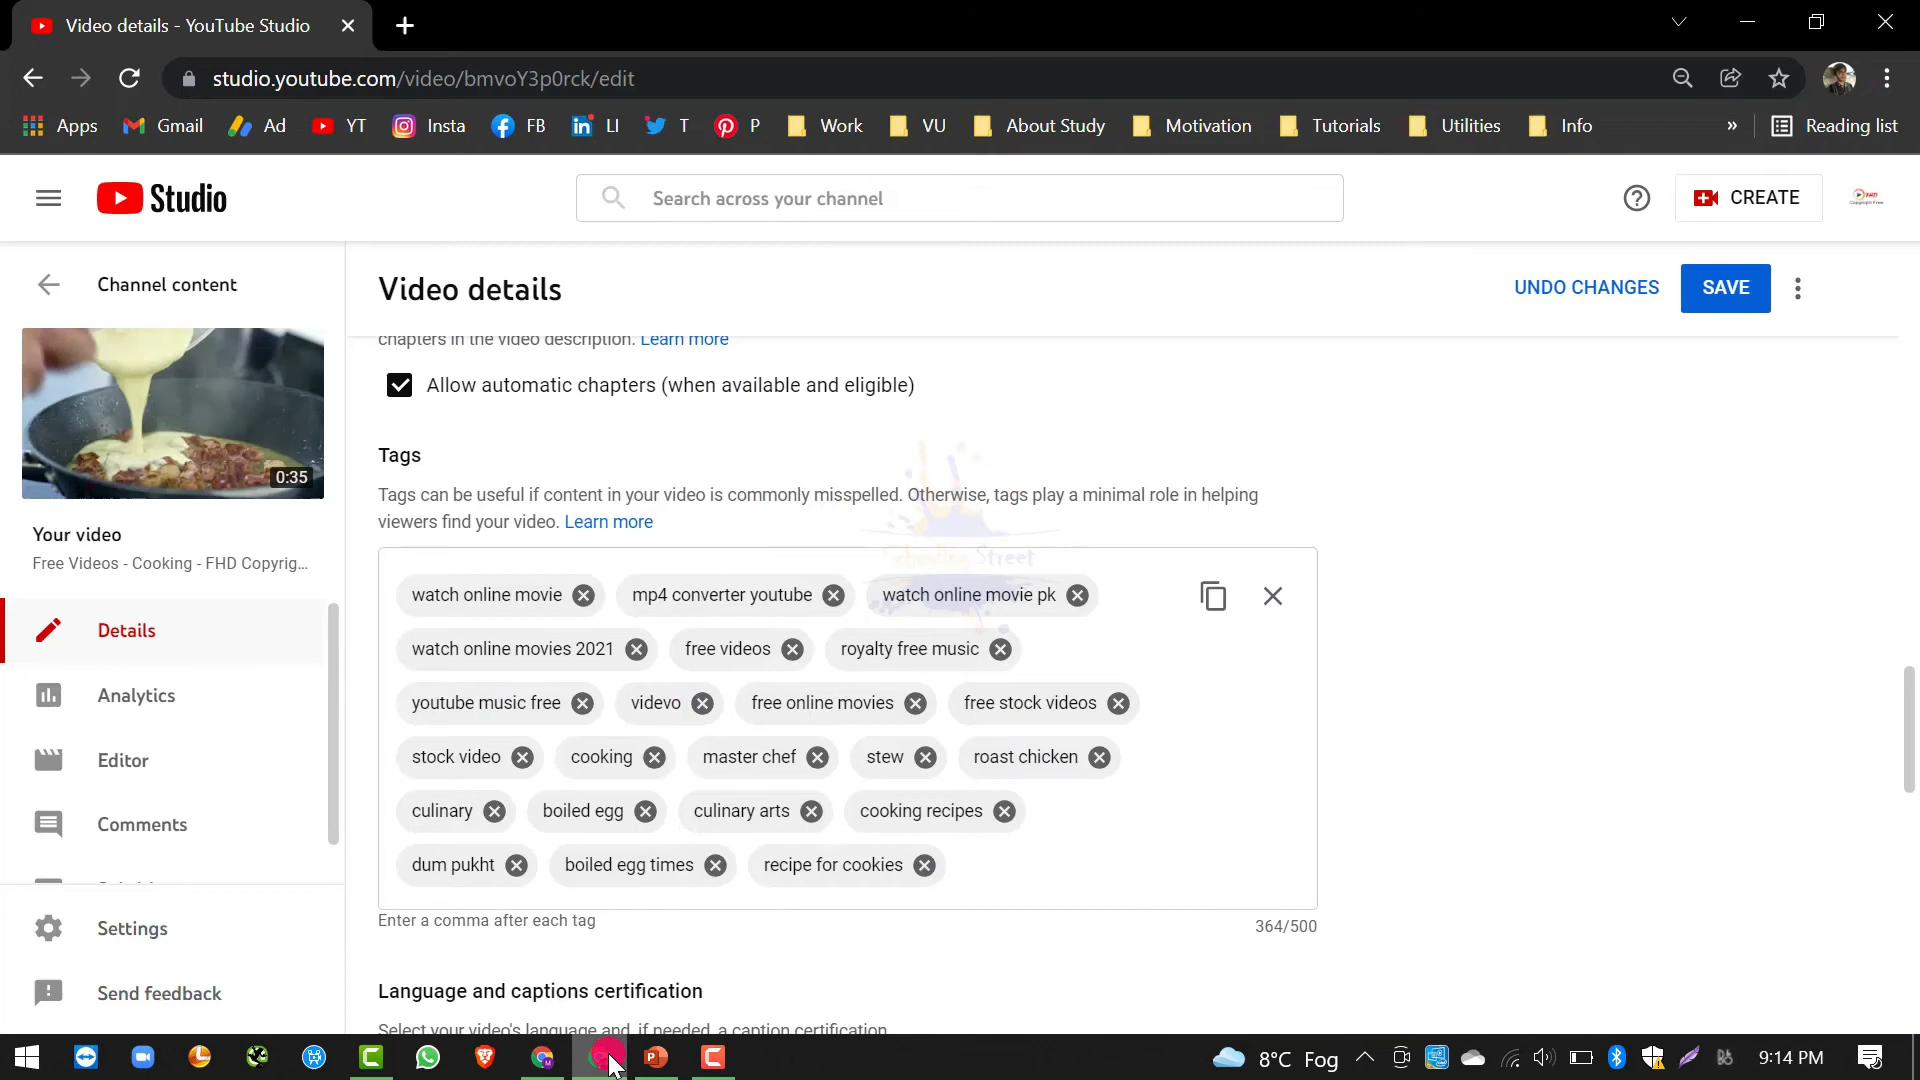 Video details - YouTube Studio
studio.youtube.com/video/bmvoY3p0rck/edit
Apps Gmail Ad YT Insta FB LI T P Work VU About Study Motivation Tutorials Utilities Info » Reading list
Studio Search across your channel CREATE
Channel content
0:35
Your video
Free Videos - Cooking - FHD Copyrig...
Details
Analytics
Editor
Comments
Settings
Send feedback
Video details UNDO CHANGES SAVE
chapters in the video description. Learn more
Allow automatic chapters (when available and eligible)
Tags
Tags can be useful if content in your video is commonly misspelled. Otherwise, tags play a minimal role in helping
viewers find your video. Learn more
Schooling Street
watch online movie mp4 converter youtube watch online movie pk
watch online movies 2021 free videos royalty free music
youtube music free videvo free online movies free stock videos
stock video cooking master chef stew roast chicken
culinary boiled egg culinary arts cooking recipes
dum pukht boiled egg times recipe for cookies
Enter a comma after each tag 364/500
Language and captions certification
Select your video's language and, if needed, a caption certification
8°C Fog 9:14 PM